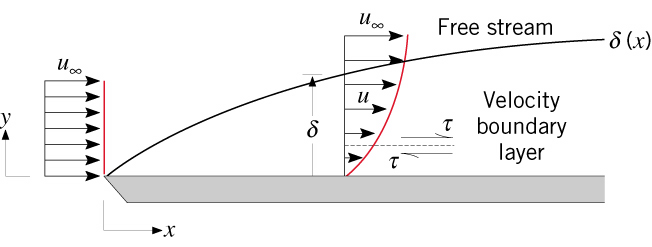 u∞
Free stream
δ(x)
u∞
u
Velocity
boundary
layer
y
δ
τ
τ
x